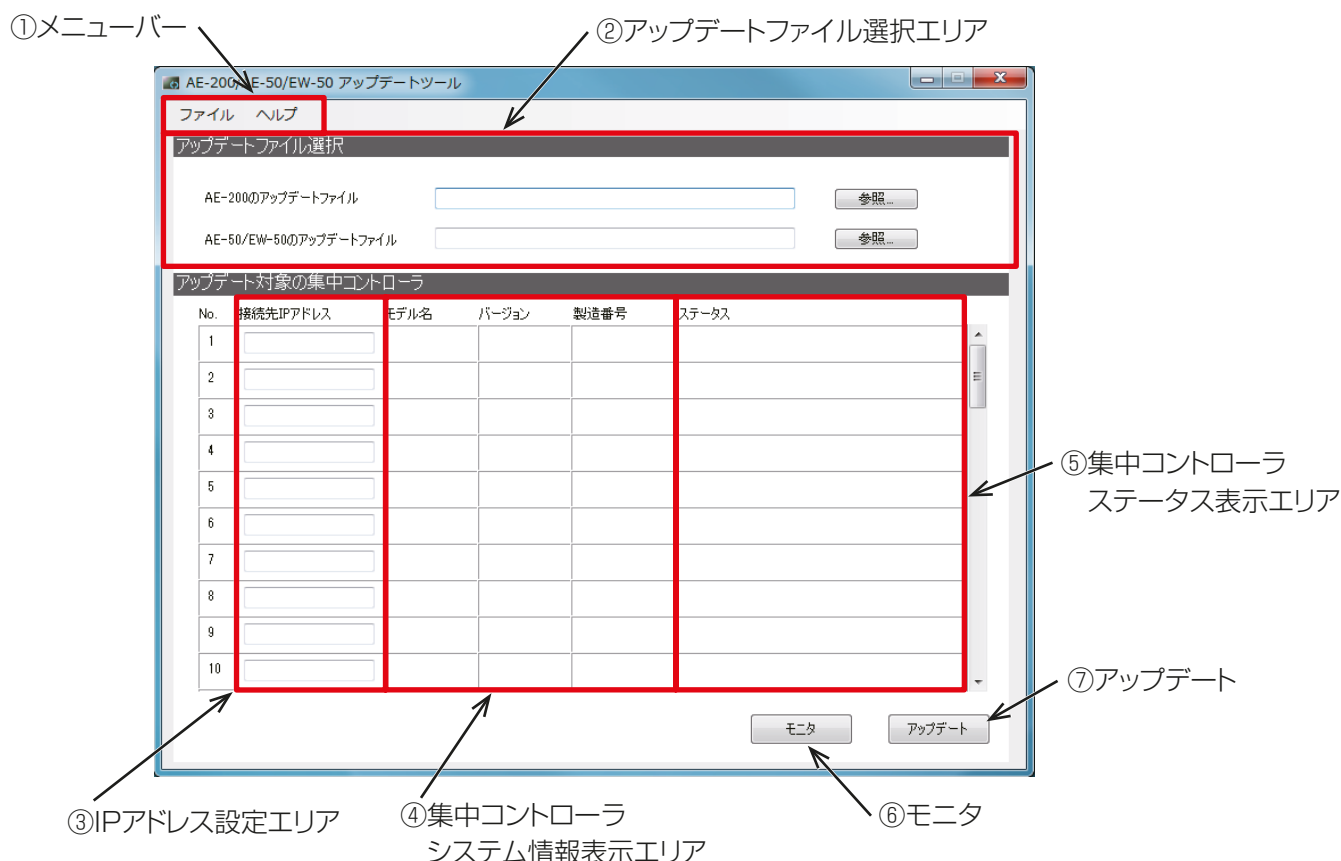 ①メニューバー
②アップデートファイル選択エリア
AE-200/AE-50/EW-50 アップデートツール
ファイル ヘルプ
アップデートファイル選択
AE-200のアップデートファイル 参照...
AE-50/EW-50のアップデートファイル 参照...
アップデート対象の集中コントローラ
No. 接続先IPアドレス モデル名 バージョン 製造番号 ステータス
1
2
3
4
5
6
7
8
9
10
⑤集中コントローラ
ステータス表示エリア
⑦アップデート
モニタ アップデート
③IPアドレス設定エリア
④集中コントローラ
システム情報表示エリア
⑥モニタ